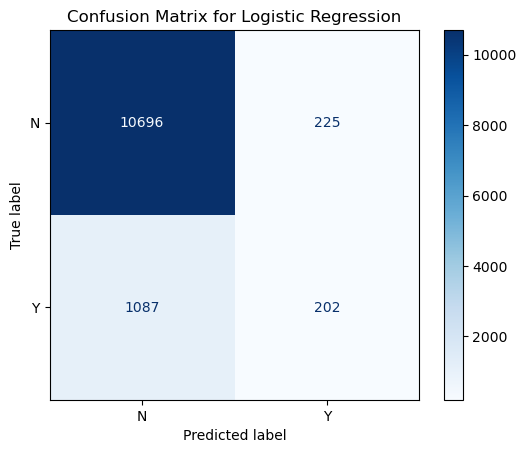 Confusion Matrix for Logistic Regression
N
10696
225
Y
1087
202
N
Y
True label
Predicted label
10000
8000
6000
4000
2000